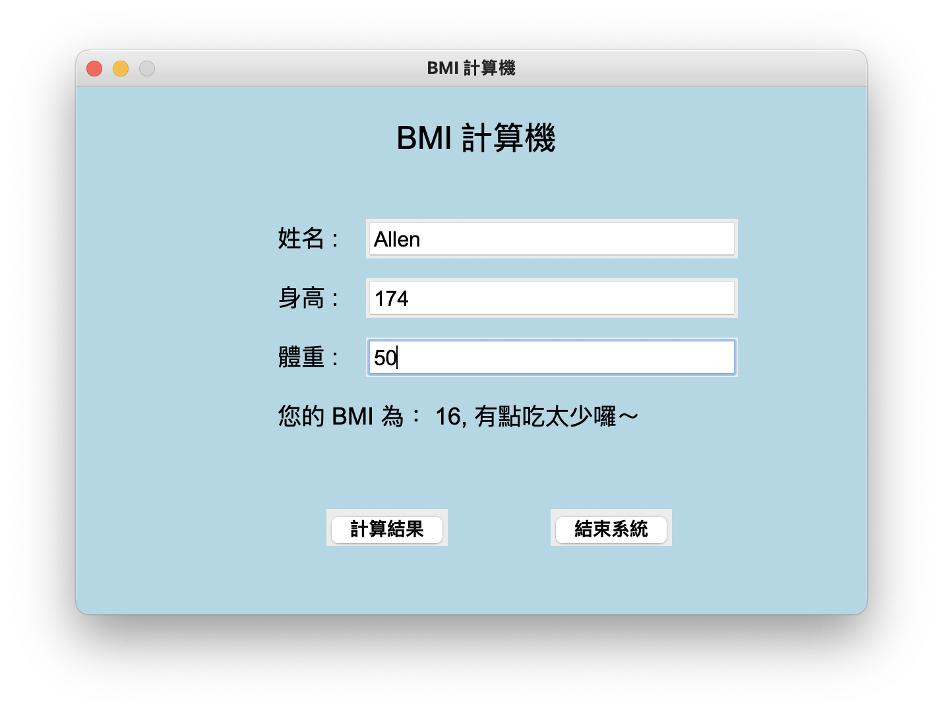 BMI 計算機
BMI 計算機
姓名 : Allen
身高 : 174
體重 : 50
您的 BMI 為： 16, 有點吃太少囉～
計算結果 結束系統